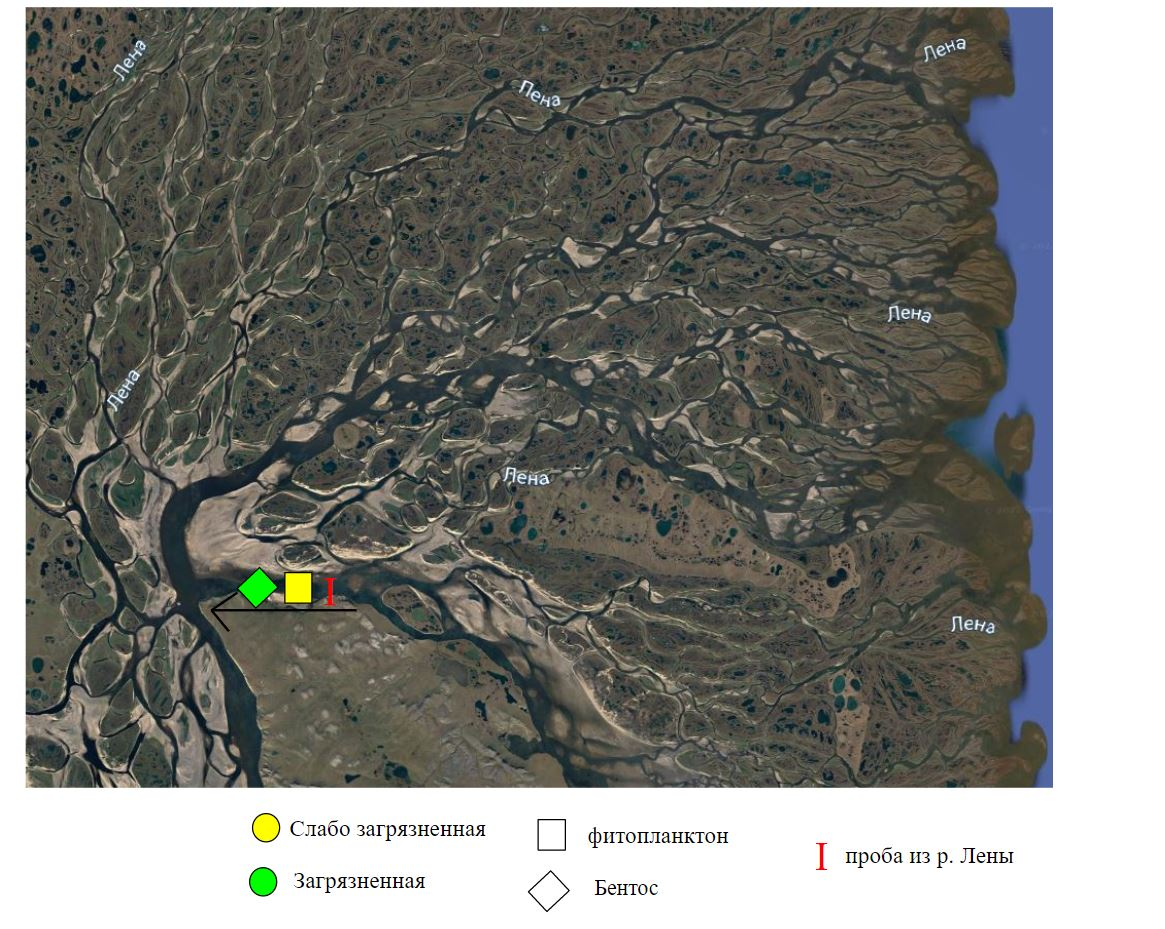 Лена
Лена
Лена
Лена
Лена
Лена
Лена
I
Слабо загрязненная
фитопланктон
I проба из р. Лены
Загрязненная
Бентос